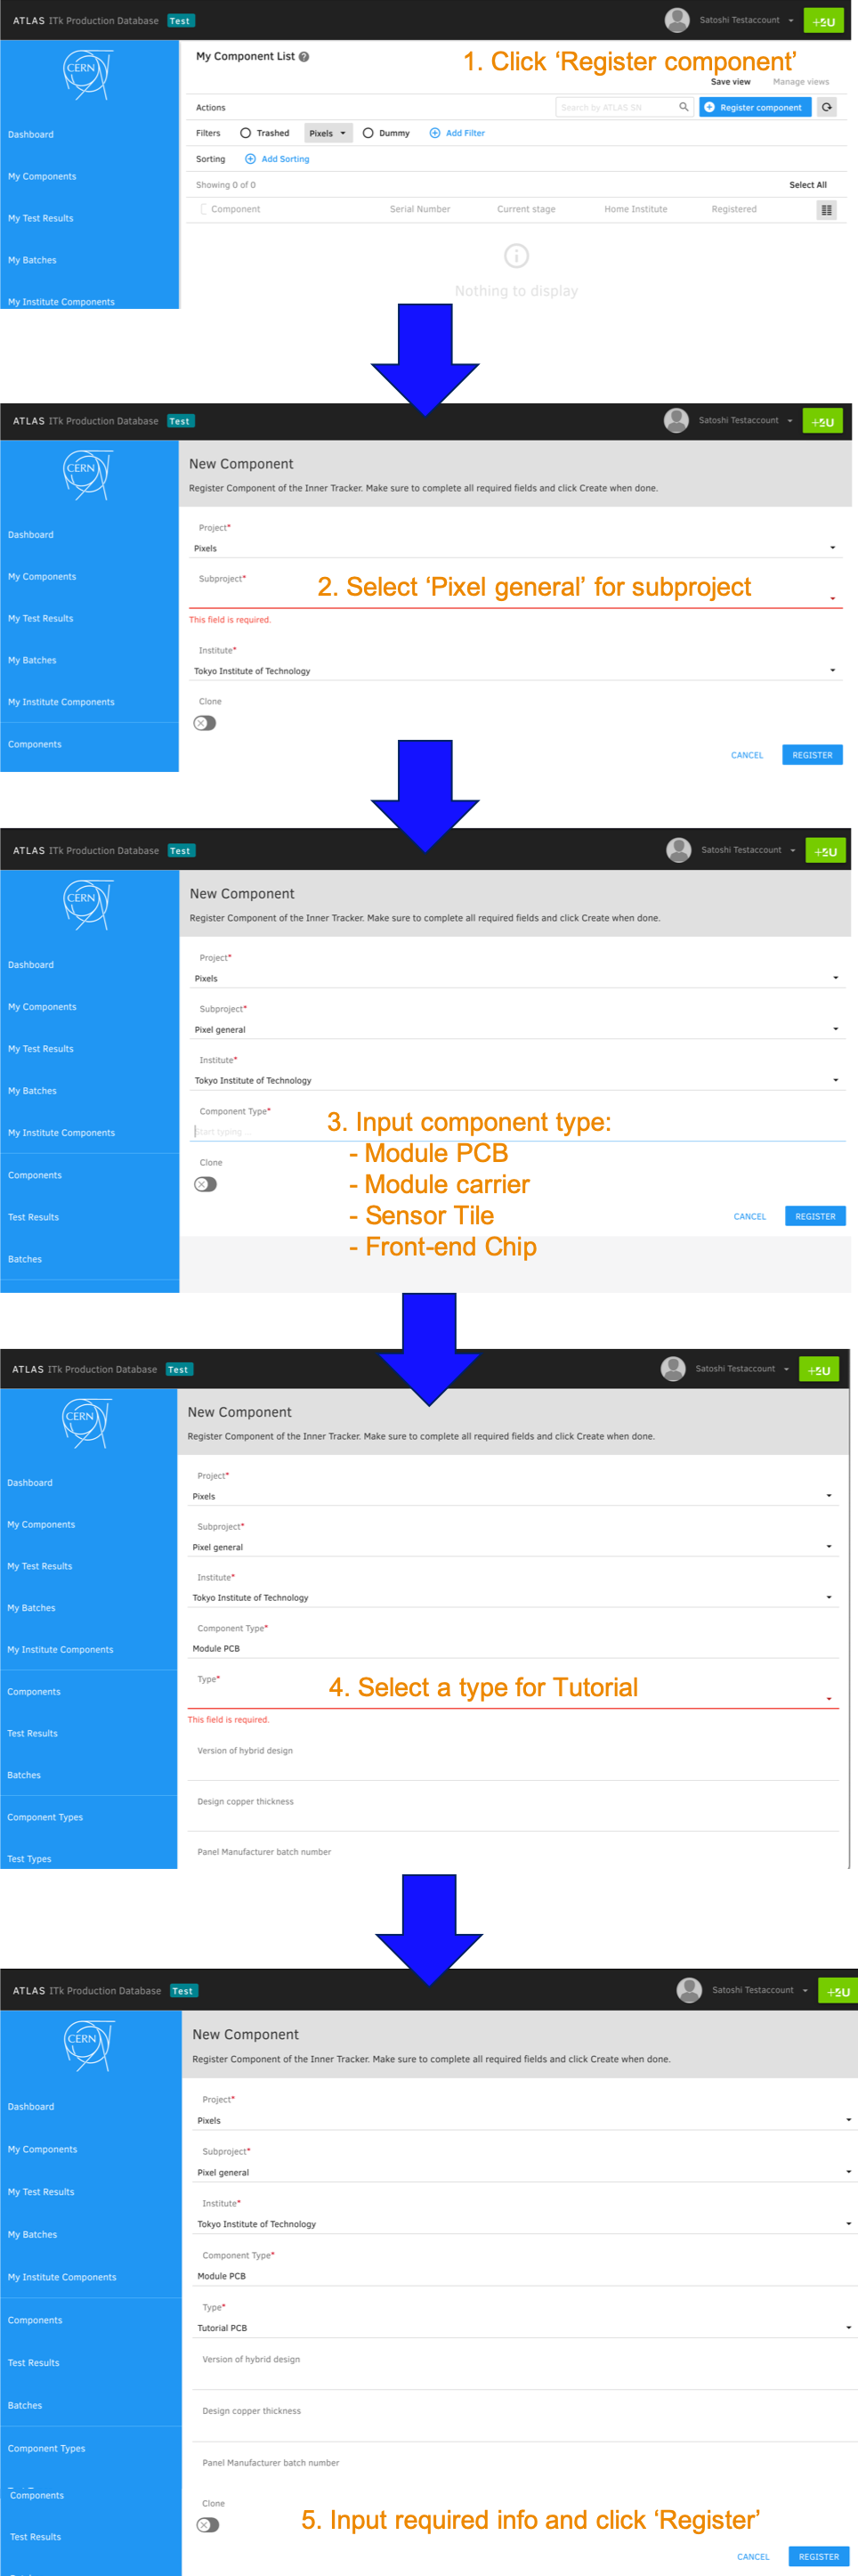 ATLAS ITk Production Database Test
Satoshi Testaccount
+5U
CERN
Dashboard
My Components
My Test Results
My Batches
My Institute Components
My Component List
1. Click ‘Register component’
Save view Manage views
Actions Search by ATLAS SN Register component
Filters Trashed Pixels Dummy Add Filter
Sorting Add Sorting
Showing 0 of 0 Select All
Component Serial Number Current stage Home Institute Registered
Nothing to display
ATLAS ITk Production Database Test
Satoshi Testaccount
+5U
CERN
Dashboard
My Components
My Test Results
My Batches
My Institute Components
Components
New Component
Register Component of the Inner Tracker. Make sure to complete all required fields and click Create when done.
Project*
Pixels
Subproject*
2. Select ‘Pixel general’ for subproject
This field is required.
Institute*
Tokyo Institute of Technology
Clone
CANCEL REGISTER
ATLAS ITk Production Database Test
Satoshi Testaccount
+5U
CERN
Dashboard
My Components
My Test Results
My Batches
My Institute Components
Components
Test Results
Batches
New Component
Register Component of the Inner Tracker. Make sure to complete all required fields and click Create when done.
Project*
Pixels
Subproject*
Pixel general
Institute*
Tokyo Institute of Technology
Component Type*
Start typing ...
Clone
3. Input component type:
- Module PCB
- Module carrier
- Sensor Tile
- Front-end Chip
CANCEL REGISTER
ATLAS ITk Production Database Test
Satoshi Testaccount
+5U
CERN
Dashboard
My Components
My Test Results
My Batches
My Institute Components
Components
Test Results
Batches
Component Types
Test Types
New Component
Register Component of the Inner Tracker. Make sure to complete all required fields and click Create when done.
Project*
Pixels
Subproject*
Pixel general
Institute*
Tokyo Institute of Technology
Component Type*
Module PCB
Type*
4. Select a type for Tutorial
This field is required.
Version of hybrid design
Design copper thickness
Panel Manufacturer batch number
ATLAS ITk Production Database Test
Satoshi Testaccount
+5U
CERN
Dashboard
My Components
My Test Results
My Batches
My Institute Components
Components
Test Results
Batches
Component Types
Components
Test Results
New Component
Register Component of the Inner Tracker. Make sure to complete all required fields and click Create when done.
Project*
Pixels
Subproject*
Pixel general
Institute*
Tokyo Institute of Technology
Component Type*
Module PCB
Type*
Tutorial PCB
Version of hybrid design
Design copper thickness
Panel Manufacturer batch number
Clone
5. Input required info and click ‘Register’
CANCEL REGISTER